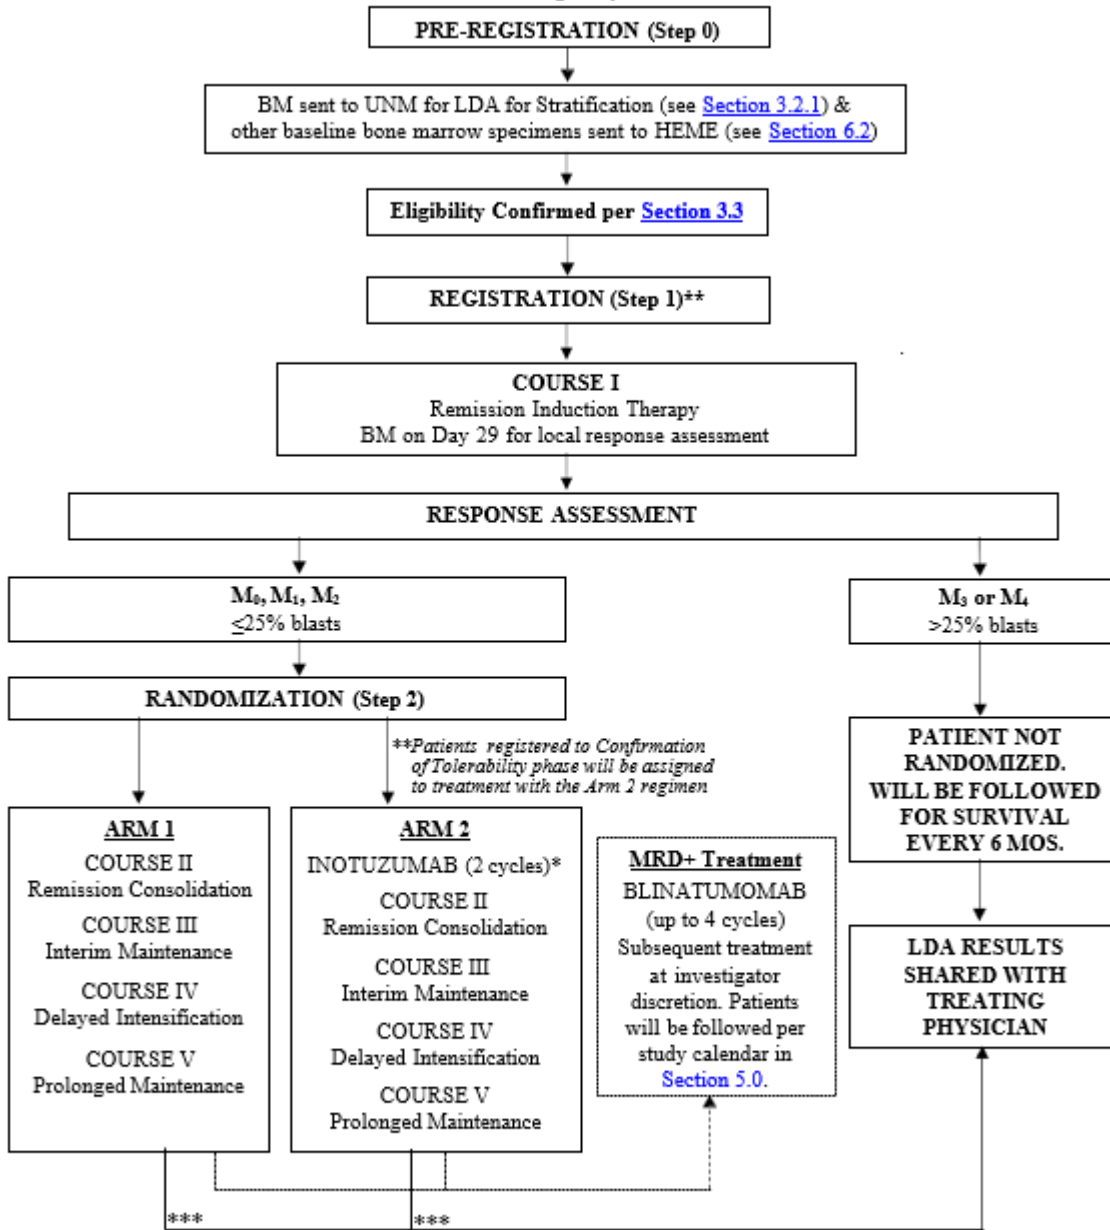 PRE-REGISTRATION (Step 0)
BM sent to UNM for LDA for Stratification (see Section 3.2.1) &
other baseline bone marrow specimens sent to HEME (see Section 6.2)
Eligibility Confirmed per Section 3.3
REGISTRATION (Step 1)**
COURSE I
Remission Induction Therapy
BM on Day 29 for local response assessment
RESPONSE ASSESSMENT
M₀, M₁, M₂
≤25% blasts
M₃ or M₄
>25% blasts
RANDOMIZATION (Step 2)
**Patients registered to Confirmation
of Tolerability phase will be assigned
to treatment with the Arm 2 regimen
PATIENT NOT
RANDOMIZED.
WILL BE FOLLOWED
FOR SURVIVAL
EVERY 6 MOS.
ARM 1
COURSE II
Remission Consolidation
COURSE III
Interim Maintenance
COURSE IV
Delayed Intensification
COURSE V
Prolonged Maintenance
ARM 2
INOTUZUMAB (2 cycles)*
COURSE II
Remission Consolidation
COURSE III
Interim Maintenance
COURSE IV
Delayed Intensification
COURSE V
Prolonged Maintenance
MRD+ Treatment
BLINATUMOMAB
(up to 4 cycles)
Subsequent treatment
at investigator
discretion. Patients
will be followed per
study calendar in
Section 5.0.
LDA RESULTS
SHARED WITH
TREATING
PHYSICIAN
***
***